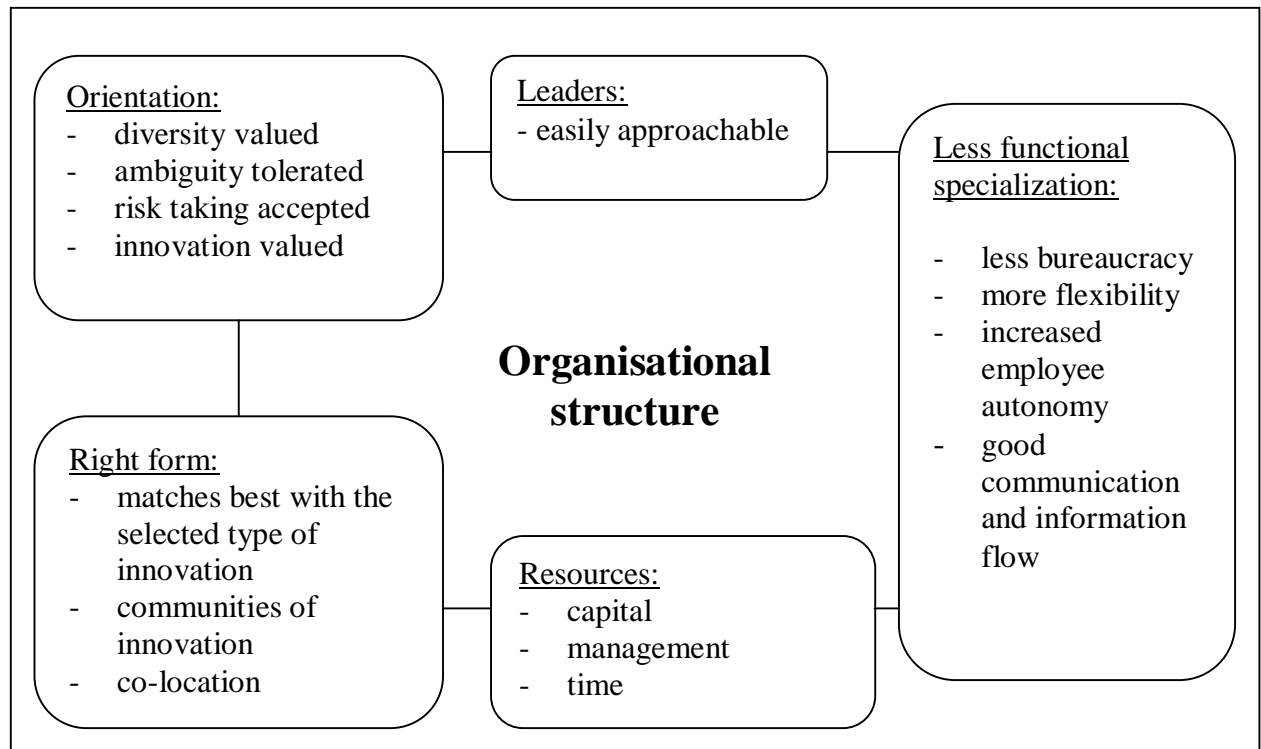 Orientation:
- diversity valued
- ambiguity tolerated
- risk taking accepted
- innovation valued
Leaders:
- easily approachable
Less functional
specialization:
- less bureaucracy
- more flexibility
- increased
employee
autonomy
- good
communication
and information
flow
Organisational
structure
Right form:
- matches best with the
selected type of
innovation
- communities of
innovation
- co-location
Resources:
- capital
- management
- time